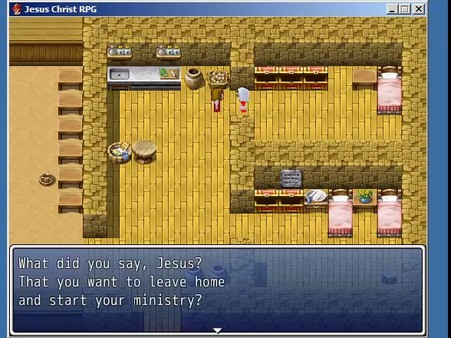 Jesus Christ RPG
What did you say, Jesus?
That you want to leave home
and start your ministry?